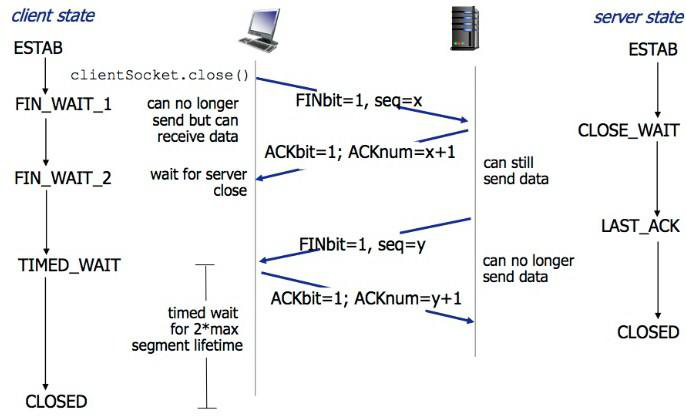 client state
server state
ESTAB
ESTAB
clientSocket.close()
FINbit=1, seq=x
FIN_WAIT_1
can no longer
send but can
receive data
CLOSE_WAIT
ACKbit=1; ACKnum=x+1
FIN_WAIT_2
wait for server
close
can still
send data
LAST_ACK
FINbit=1, seq=y
TIMED_WAIT
can no longer
send data
ACKbit=1; ACKnum=y+1
timed wait
for 2*max
segment lifetime
CLOSED
CLOSED